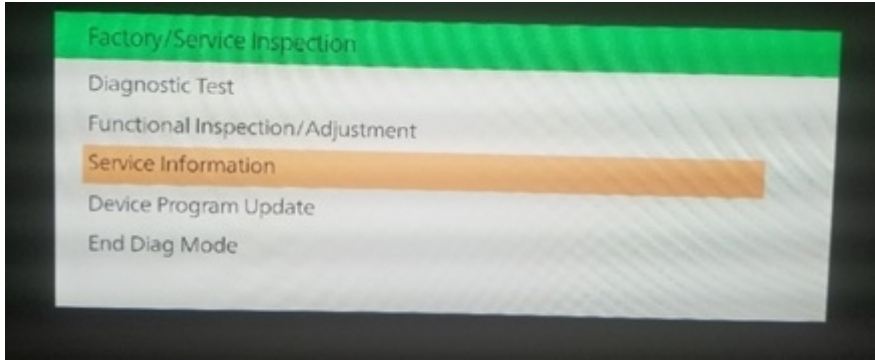 Factory/Service Inspection
Diagnostic Test
Functional Inspection/Adjustment
Service Information
Device Program Update
End Diag Mode